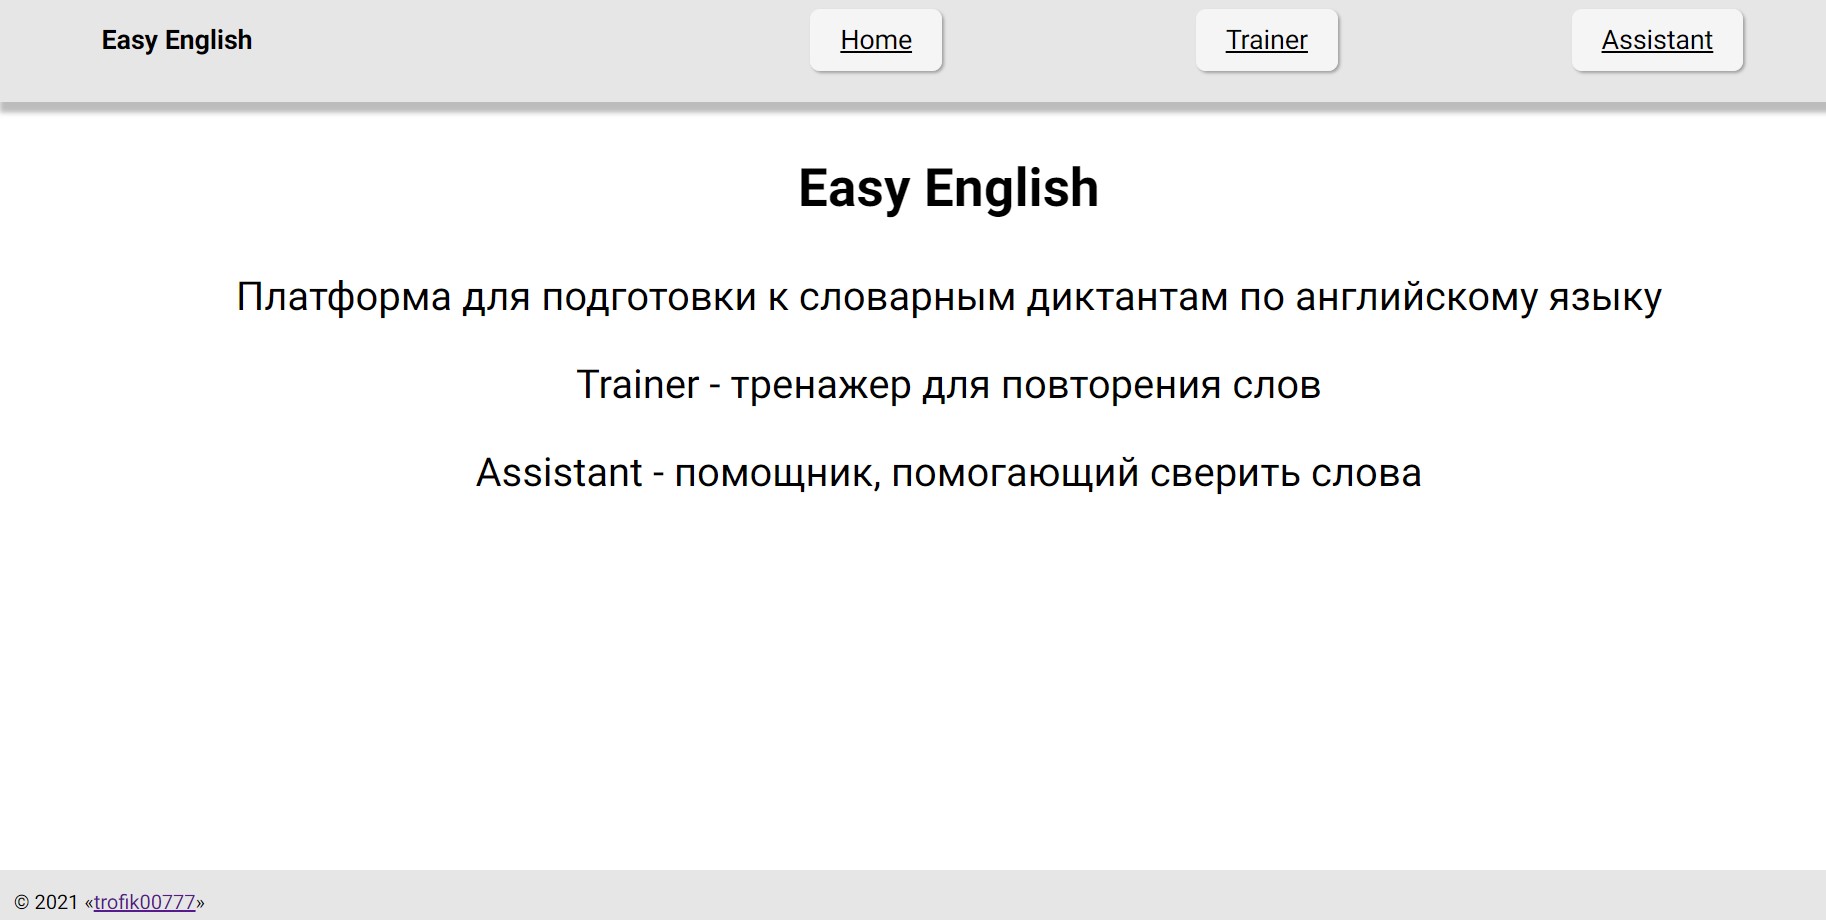 Easy English Home Trainer Assistant
Easy English
Платформа для подготовки к словарным диктантам по английскому языку
Trainer - тренажер для повторения слов
Assistant - помощник, помогающий сверить слова
© 2021 «trofik00777»